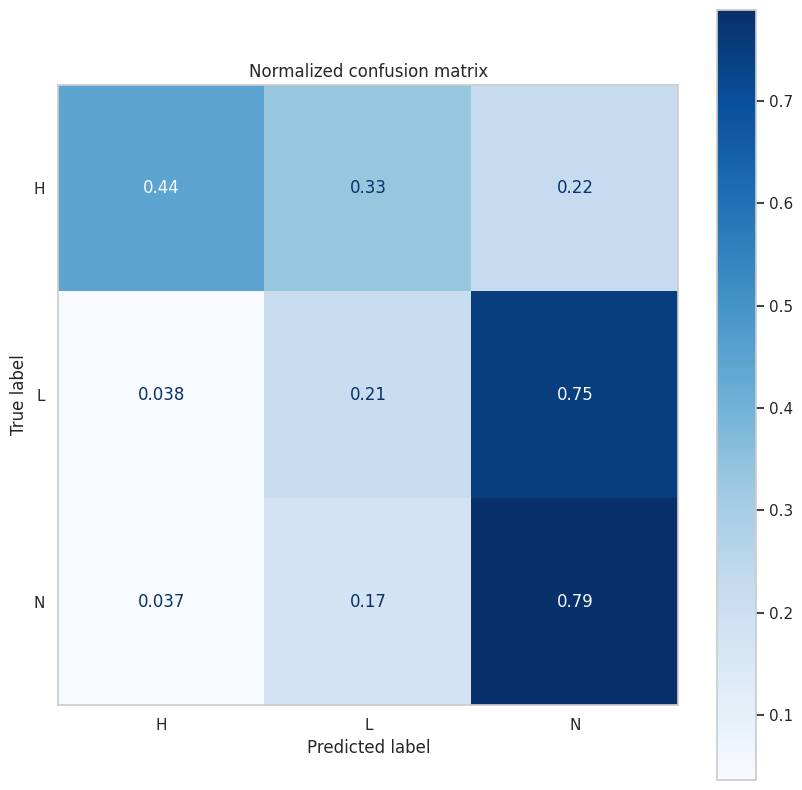 Normalized confusion matrix
True label
H
0.44
0.33
0.22
L
0.038
0.21
0.75
N
0.037
0.17
0.79
H
L
N
Predicted label
0.7
0.6
0.5
0.4
0.3
0.2
0.1